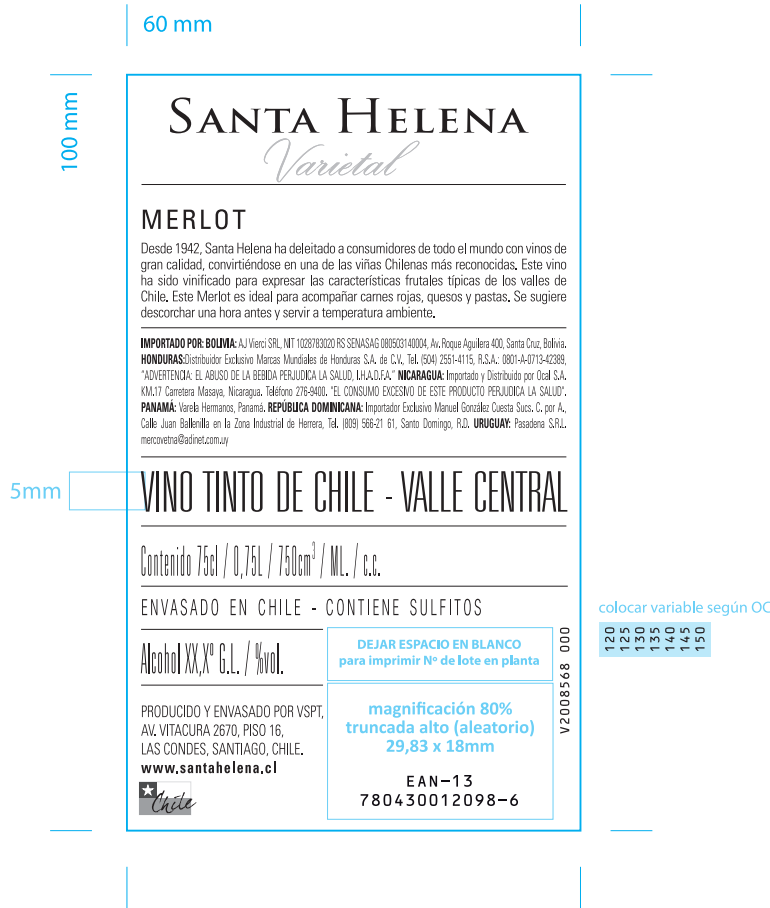 60 mm
100 mm
SANTA HELENA
Varietal
MERLOT
Desde 1942, Santa Helena ha deleitado a consumidores de todo el mundo con vinos de
gran calidad, convirtiéndose en una de las viñas Chilenas más reconocidas. Este vino
ha sido vinificado para expresar las características frutales típicas de los valles de
Chile. Este Merlot es ideal para acompañar carnes rojas, quesos y pastas. Se sugiere
descorchar una hora antes y servir a temperatura ambiente.
IMPORTADO POR: BOLIVIA: AJ Vierci SRL, NIT 1028783020 RS SENASAG 080503140004, Av. Roque Aguilera 400, Santa Cruz, Bolivia.
HONDURAS:Distribuidor Exclusivo Marcas Mundiales de Honduras S.A. de C.V., Tel. (504) 2551-4115, R.S.A.: 0801-A-0713-42389,
"ADVERTENCIA: EL ABUSO DE LA BEBIDA PERJUDICA LA SALUD, I.H.A.D.F.A." NICARAGUA: Importado y Distribuido por Ocal S.A.
KM.17 Carretera Masaya, Nicaragua. Teléfono 276-9400. "EL CONSUMO EXCESIVO DE ESTE PRODUCTO PERJUDICA LA SALUD".
PANAMÁ: Varela Hermanos, Panamá. REPÚBLICA DOMINICANA: Importador Exclusivo Manuel González Cuesta Sucs. C. por A.,
Calle Juan Ballenilla en la Zona Industrial de Herrera, Tel. (809) 566-21 61, Santo Domingo, R.D. URUGUAY: Pasadena S.R.L.
mercovetna@adinet.com.uy
5mm
VINO TINTO DE CHILE - VALLE CENTRAL
Contenido 75cl / 0,75L / 750cm³ / ML. / c.c.
ENVASADO EN CHILE - CONTIENE SULFITOS
Alcohol XX,Xº G.L. / %vol.
DEJAR ESPACIO EN BLANCO
para imprimir Nº de lote en planta
PRODUCIDO Y ENVASADO POR VSPT,
AV. VITACURA 2670, PISO 16,
LAS CONDES, SANTIAGO, CHILE.
www.santahelena.cl
Chile
magnificación 80%
truncada alto (aleatorio)
29,83 x 18mm
EAN-13
780430012098-6
V2008568 000
colocar variable según OC
120
125
130
135
140
145
150